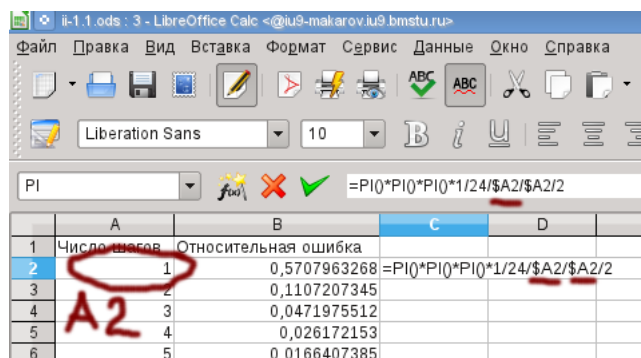 ii-1.1.ods : 3 - LibreOffice Calc <@iu9-makarov.iu9.bmstu.ru>
Файл Правка Вид Вставка Формат Сервис Данные Окно Справка
ABC ABC
Liberation Sans 10 B i U
PI f(x) =PI()*PI()*PI()*1/24/$A2/$A2/2
A B C D
1 Число шагов Относительная ошибка
2 1 0,5707963268 =PI()*PI()*PI()*1/24/$A2/$A2/2
3 2 0,1107207345
4 3 0,0471975512
5 4 0,026172153
6 5 0,0166407385
A2